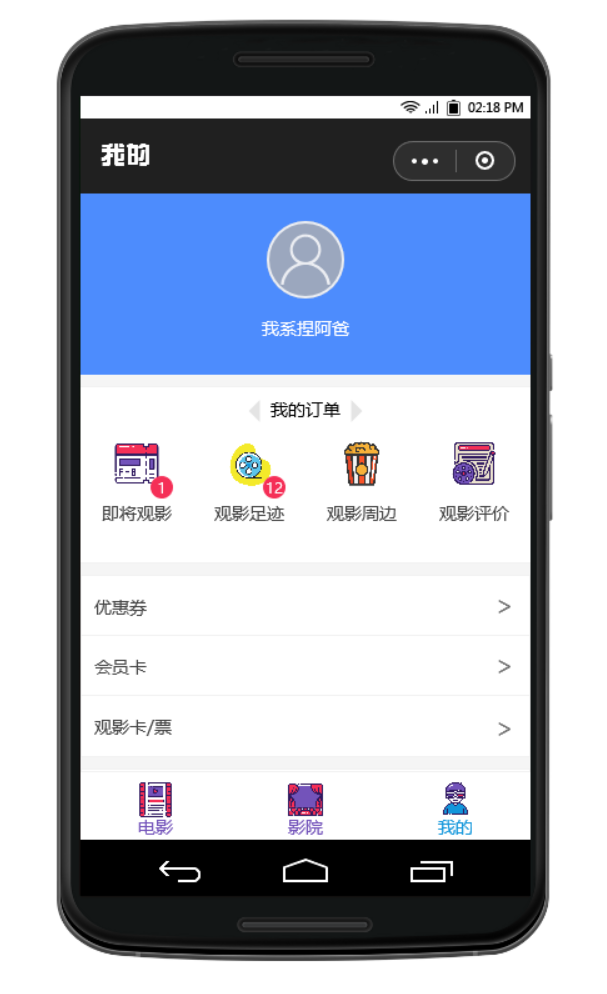 02:18 PM
我的
我系捏阿爸
我的订单
1
12
即将观影 观影足迹 观影周边 观影评价
优惠券 >
会员卡 >
观影卡/票 >
电影 影院 我的